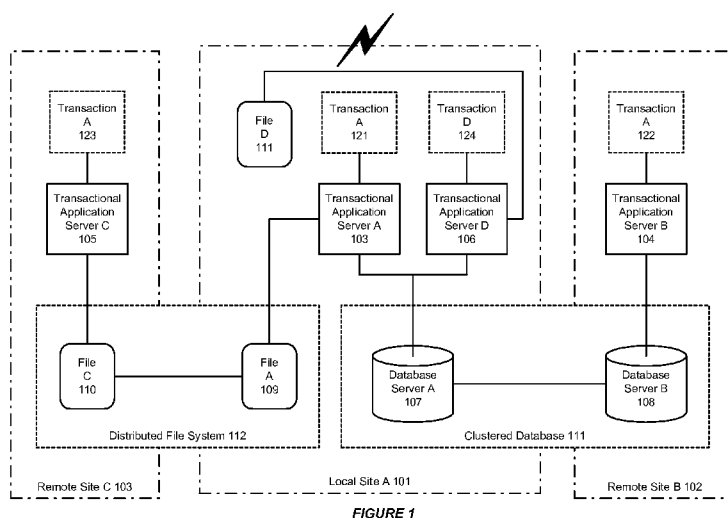 Transaction
A
123
Transactional
Application
Server C
105
File
D
111
Transaction
A
121
Transaction
D
124
Transactional
Application
Server A
103
Transactional
Application
Server D
106
Transaction
A
122
Transactional
Application
Server B
104
File
C
110
File
A
109
Distributed File System 112
Database
Server A
107
Database
Server B
108
Clustered Database 111
Remote Site C 103
Local Site A 101
Remote Site B 102
FIGURE 1